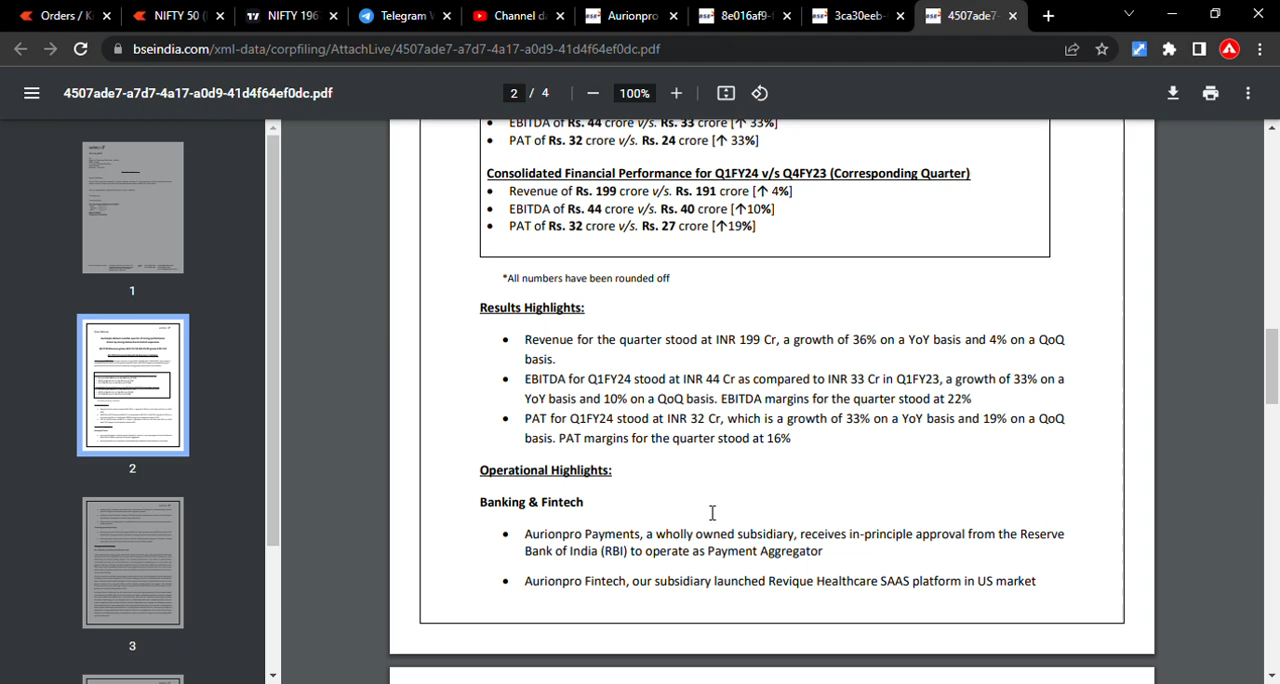 Orders / Ki
NIFTY 50 (
NIFTY 196
Telegram W
Channel da
Aurionpro
8e016af9-f
3ca30eeb-
4507ade7-
bseindia.com/xml-data/corpfiling/AttachLive/4507ade7-a7d7-4a17-a0d9-41d4f64ef0dc.pdf
4507ade7-a7d7-4a17-a0d9-41d4f64ef0dc.pdf
2 / 4
100%
1
2
3
• EBITDA of Rs. 44 crore v/s. Rs. 33 crore [↑ 33%]
• PAT of Rs. 32 crore v/s. Rs. 24 crore [↑ 33%]
Consolidated Financial Performance for Q1FY24 v/s Q4FY23 (Corresponding Quarter)
• Revenue of Rs. 199 crore v/s. Rs. 191 crore [↑ 4%]
• EBITDA of Rs. 44 crore v/s. Rs. 40 crore [↑10%]
• PAT of Rs. 32 crore v/s. Rs. 27 crore [↑19%]
*All numbers have been rounded off
Results Highlights:
• Revenue for the quarter stood at INR 199 Cr, a growth of 36% on a YoY basis and 4% on a QoQ
basis.
• EBITDA for Q1FY24 stood at INR 44 Cr as compared to INR 33 Cr in Q1FY23, a growth of 33% on a
YoY basis and 10% on QoQ basis. EBITDA margins for the quarter stood at 22%
• PAT for Q1FY24 stood at INR 32 Cr, which is a growth of 33% on a YoY basis and 19% on a QoQ
basis. PAT margins for the quarter stood at 16%
Operational Highlights:
Banking & Fintech
• Aurionpro Payments, a wholly owned subsidiary, receives in-principle approval from the Reserve
Bank of India (RBI) to operate as Payment Aggregator
• Aurionpro Fintech, our subsidiary launched Revique Healthcare SAAS platform in US market